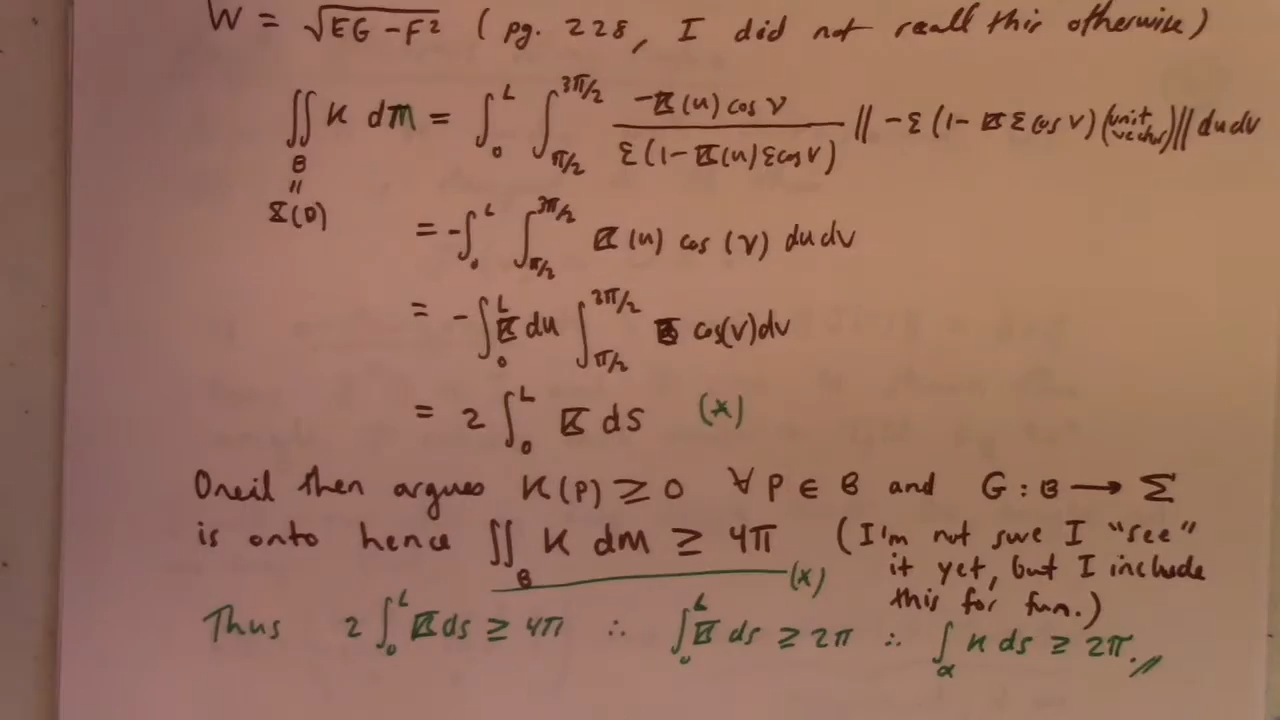 W = √EG-F² ( pg. 228, I did not recall this otherwise )
∬_B K dM = ∫_0^L ∫_{π/2}^{3π/2} -κ(u) cos v / ε(1-κ(u)εcos v) ‖ -ε (1- κ ε cos v) (unit vector) ‖ du dv
B
"
X(D)
= -∫_0^L ∫_{π/2}^{3π/2} κ(u) cos (v) du dv
= -∫_0^L κ du ∫_{π/2}^{3π/2} cos(v)dv
= 2 ∫_0^L κ ds (*)
Oneil then argues K(p) ≥ 0 ∀ p ∈ B and G : B → Σ
is onto hence ∬_B K dM ≥ 4π (I'm not sure I "see"
it yet, but I include
this for fun.)
(*)
Thus 2 ∫_0^L κ ds ≥ 4π ∴ ∫_0^L κ ds ≥ 2π ∴ ∫_α κ ds ≥ 2π. //